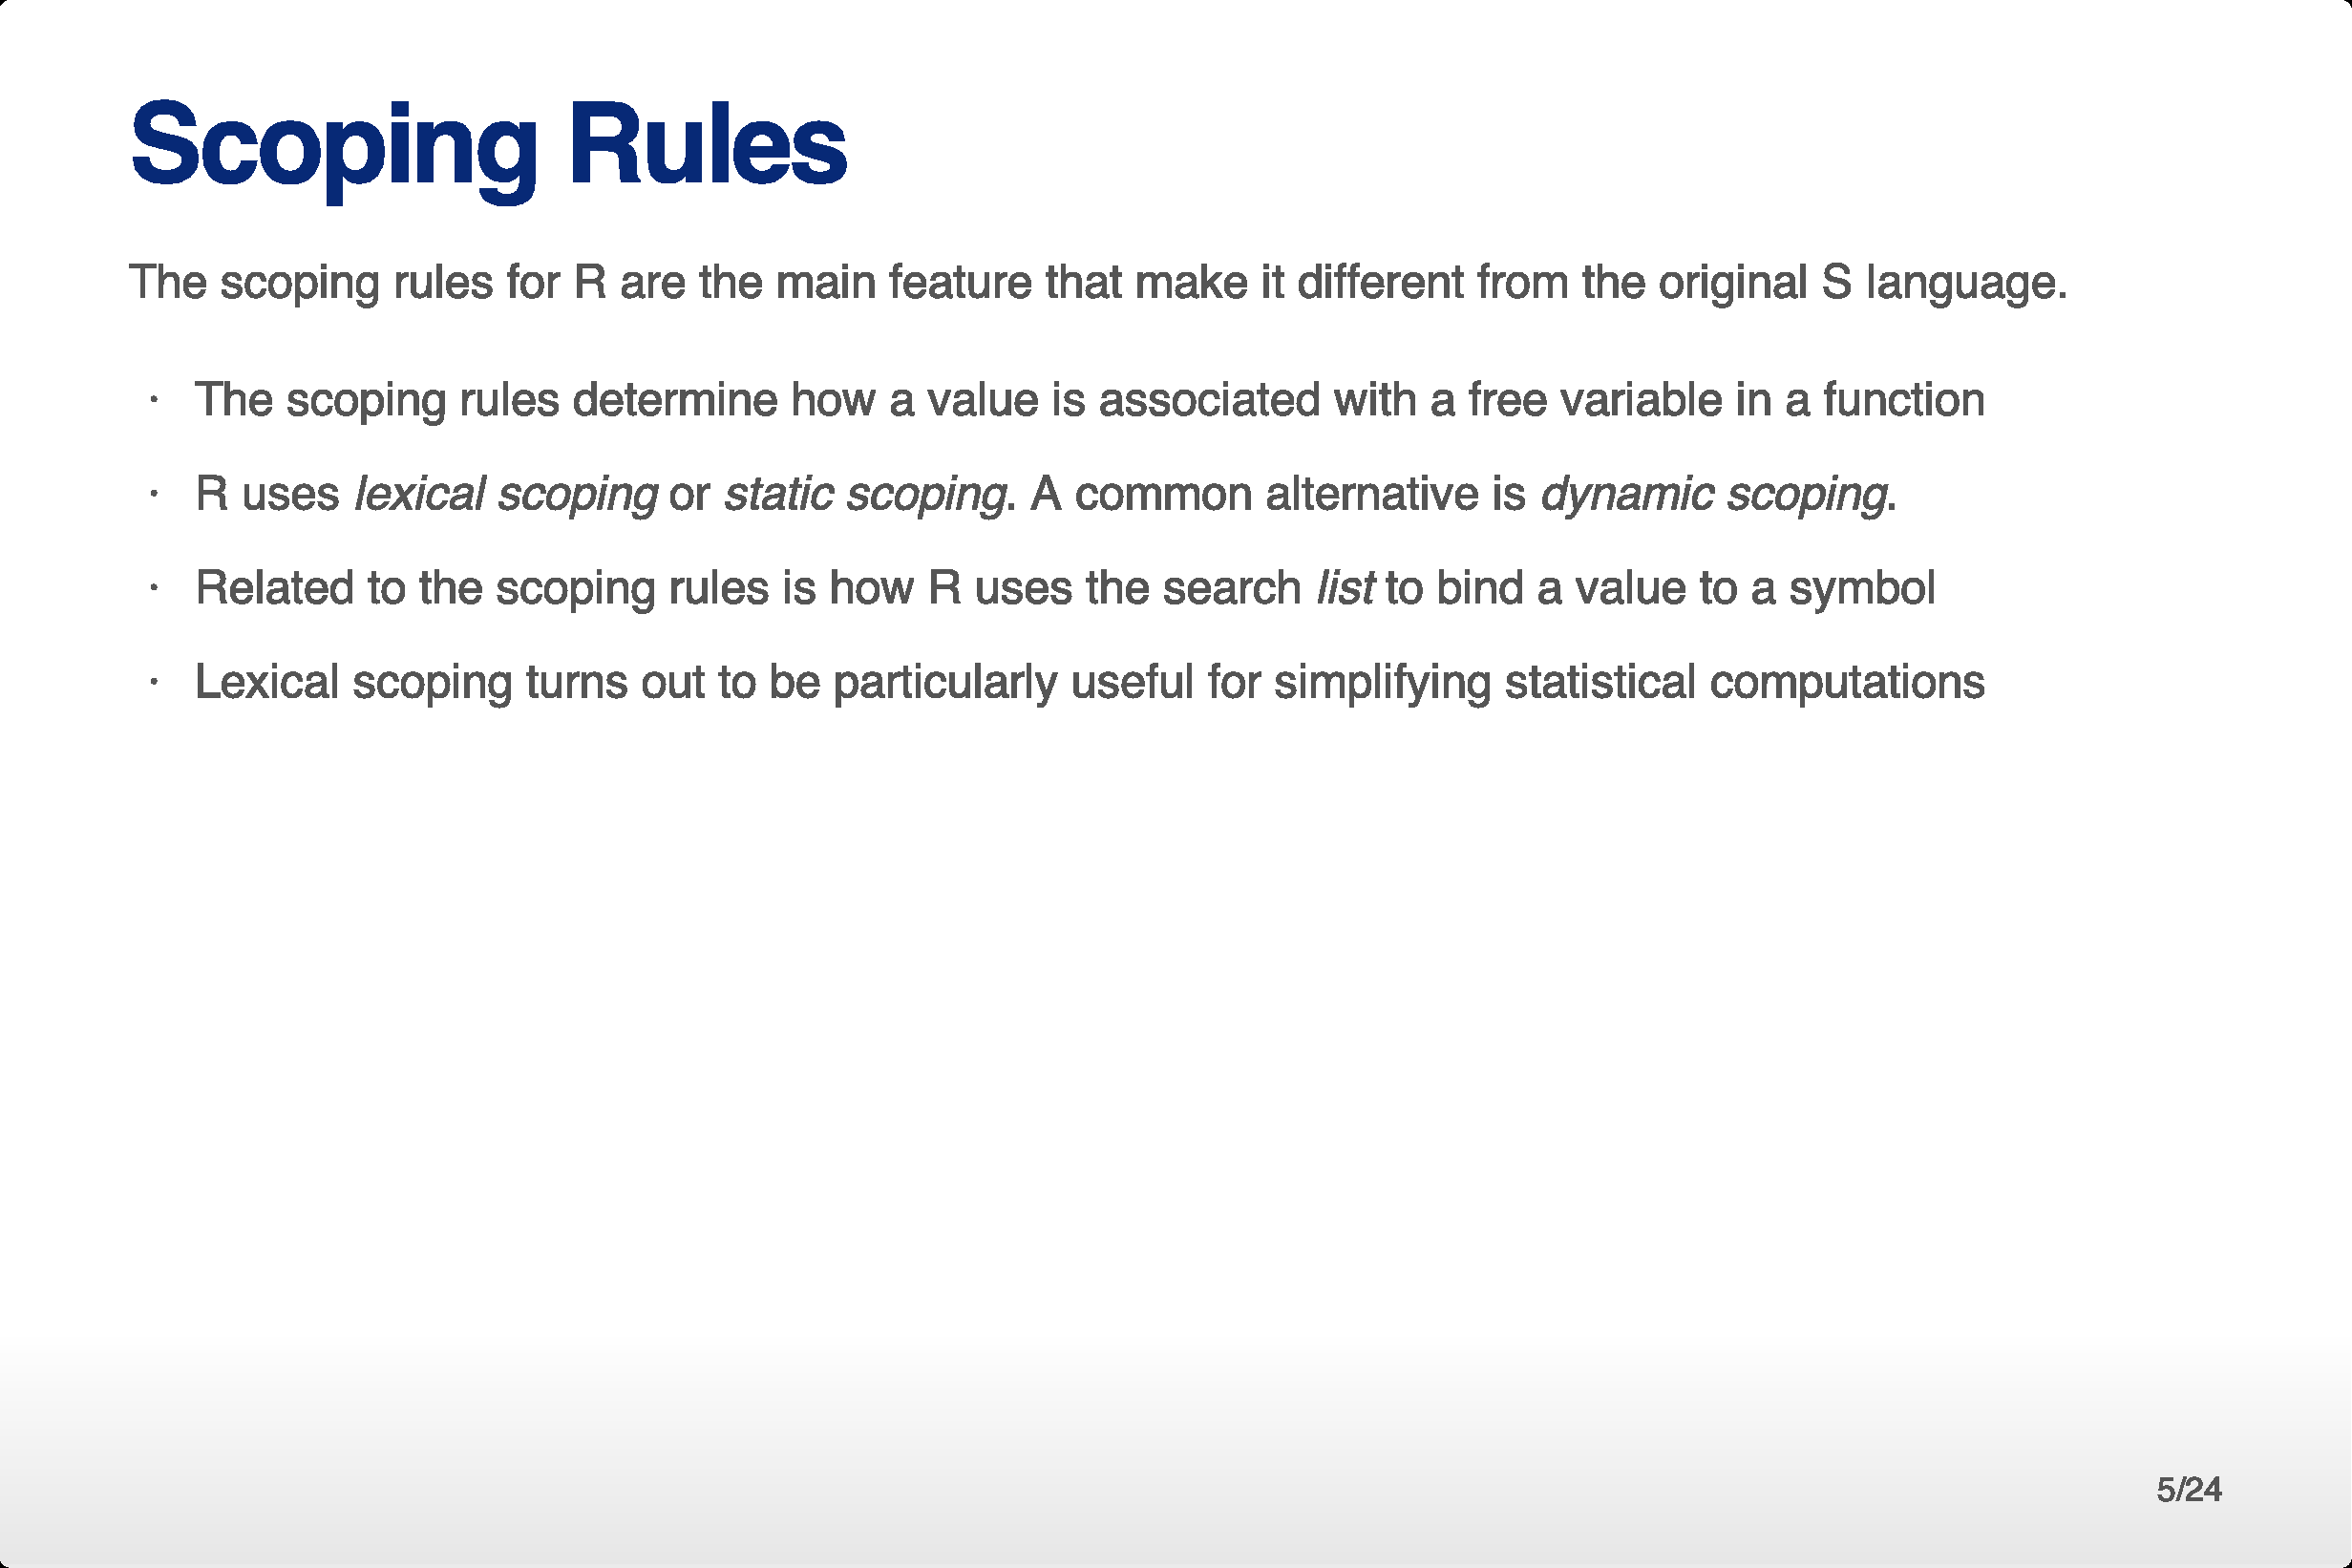 Scoping Rules
The scoping rules for R are the main feature that make it different from the original S language.
· The scoping rules determine how a value is associated with a free variable in a function
· R uses lexical scoping or static scoping. A common alternative is dynamic scoping.
· Related to the scoping rules is how R uses the search list to bind a value to a symbol
· Lexical scoping turns out to be particularly useful for simplifying statistical computations
5/24